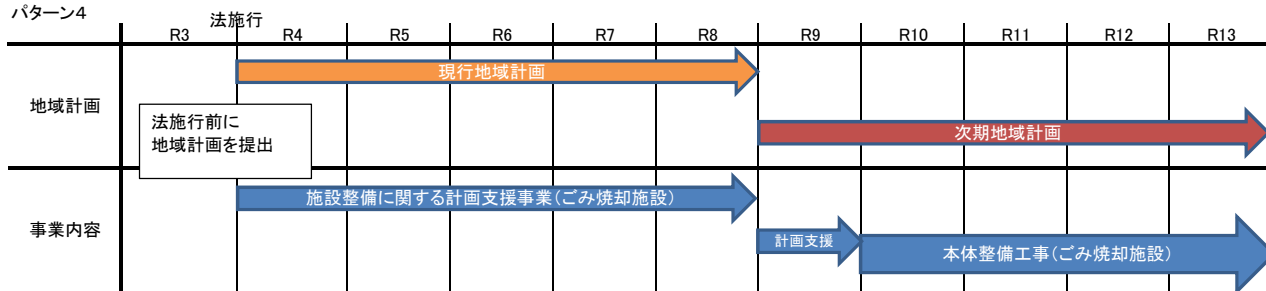 パターン4
法施行
R3 R4 R5 R6 R7 R8 R9 R10 R11 R12 R13
現行地域計画
地域計画
法施行前に
地域計画を提出
次期地域計画
施設整備に関する計画支援事業(ごみ焼却施設)
事業内容
計画支援
本体整備工事(ごみ焼却施設)